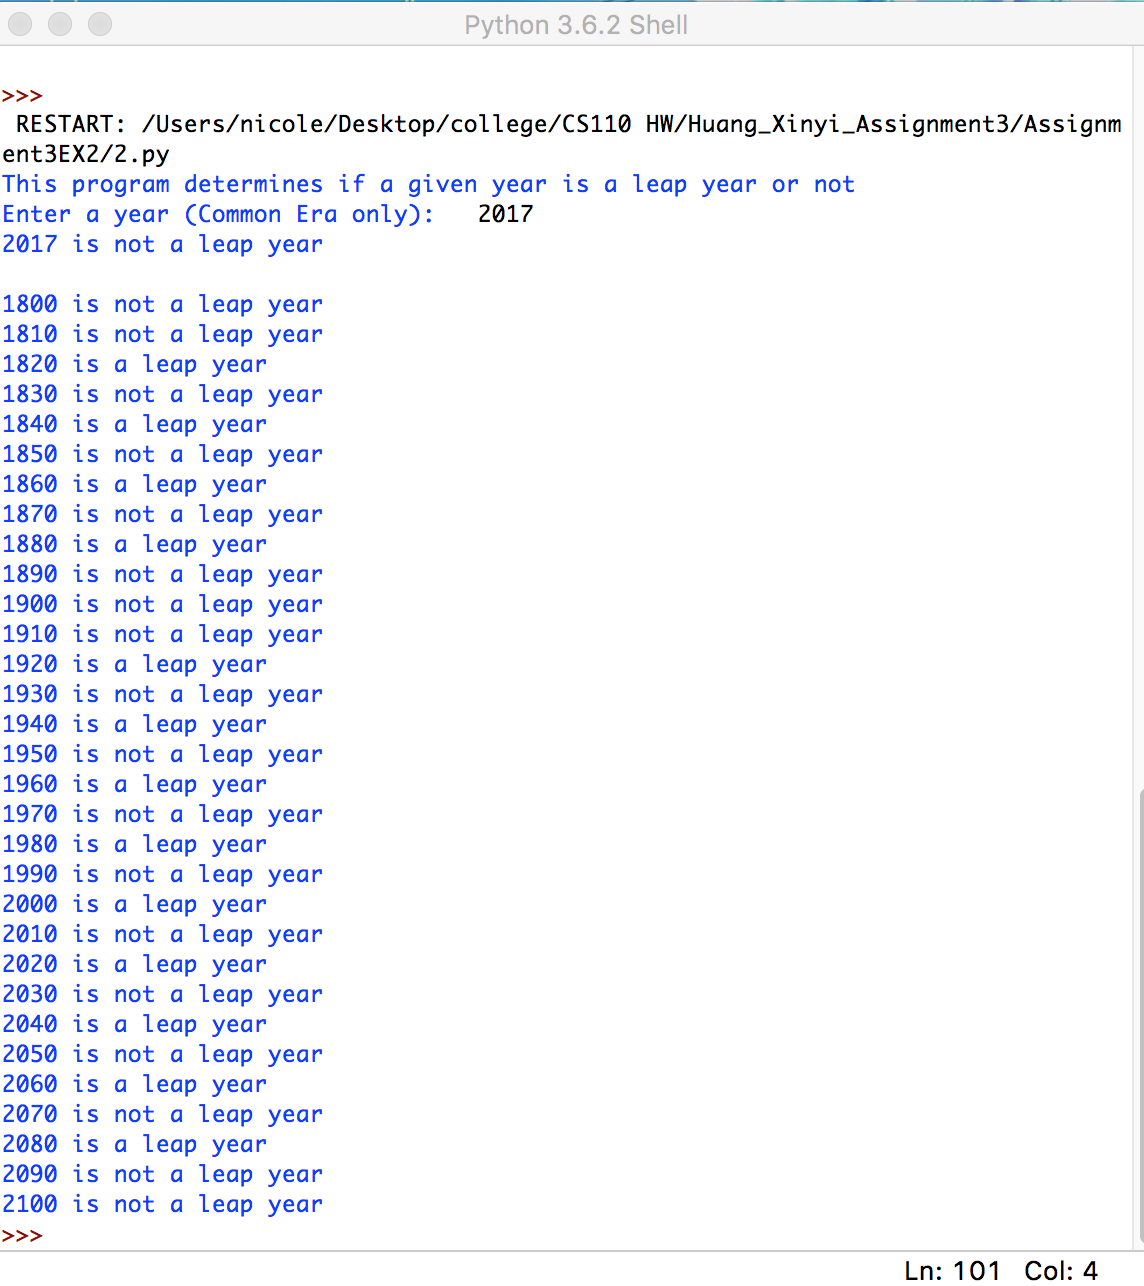 Python 3.6.2 Shell
>>>
 RESTART: /Users/nicole/Desktop/college/CS110 HW/Huang_Xinyi_Assignment3/Assignm
ent3EX2/2.py
This program determines if a given year is a leap year or not
Enter a year (Common Era only):   2017
2017 is not a leap year

1800 is not a leap year
1810 is not a leap year
1820 is a leap year
1830 is not a leap year
1840 is a leap year
1850 is not a leap year
1860 is a leap year
1870 is not a leap year
1880 is a leap year
1890 is not a leap year
1900 is not a leap year
1910 is not a leap year
1920 is a leap year
1930 is not a leap year
1940 is a leap year
1950 is not a leap year
1960 is a leap year
1970 is not a leap year
1980 is a leap year
1990 is not a leap year
2000 is a leap year
2010 is not a leap year
2020 is a leap year
2030 is not a leap year
2040 is a leap year
2050 is not a leap year
2060 is a leap year
2070 is not a leap year
2080 is a leap year
2090 is not a leap year
2100 is not a leap year
>>>
Ln: 101 Col: 4